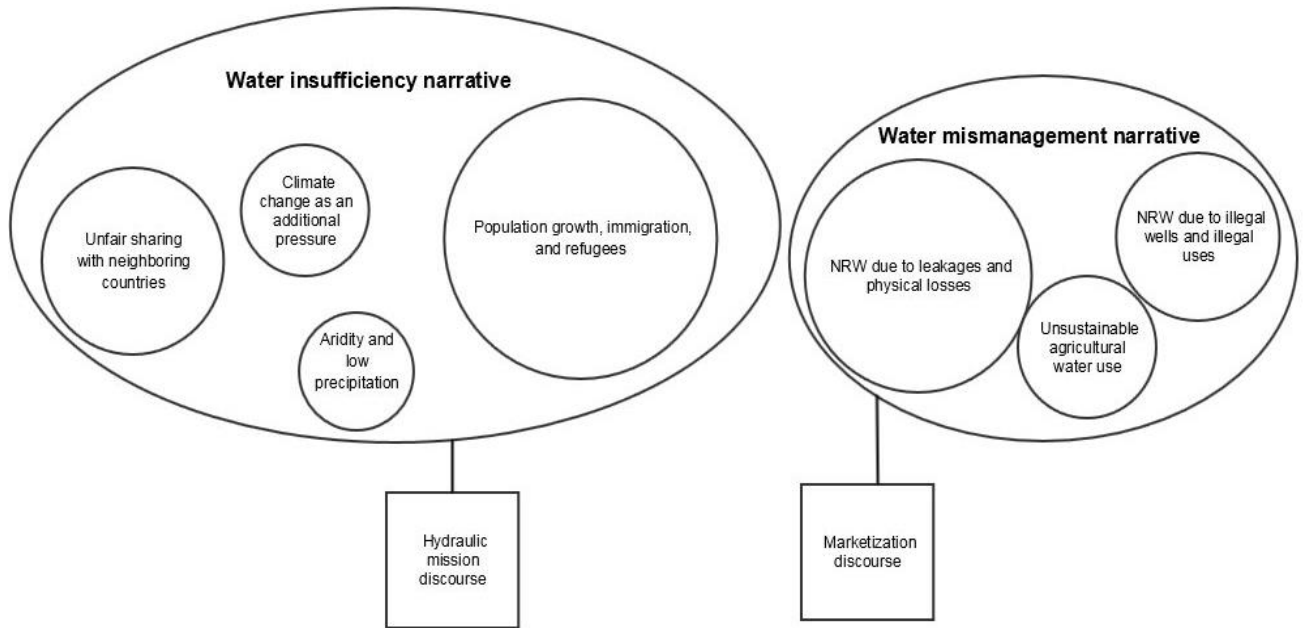 Water insufficiency narrative
Unfair sharing
with neighboring
countries
Climate
change as an
additional
pressure
Aridity and
low
precipitation
Population growth, immigration,
and refugees
Hydraulic
mission
discourse
Water mismanagement narrative
NRW due to leakages and
physical losses
Unsustainable
agricultural
water use
NRW due to illegal
wells and illegal
uses
Marketization
discourse